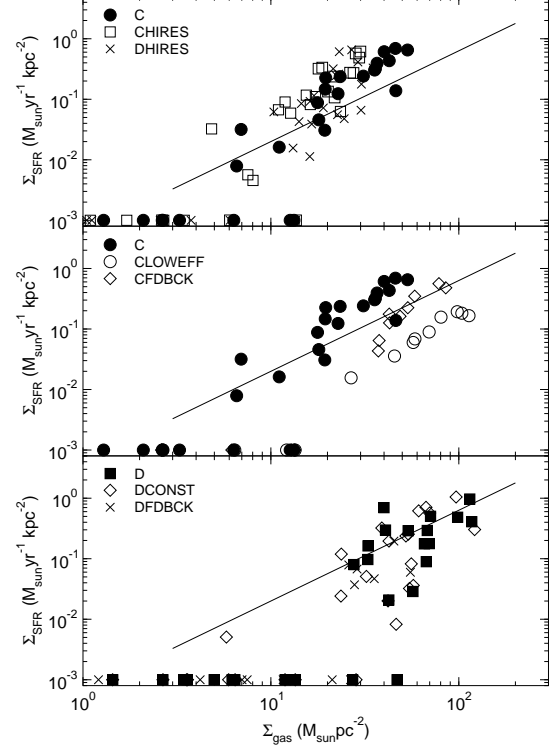 C
CHIRES
DHIRES
10^0
10^-1
10^-2
10^-3
Σ_SFR (M_sun yr^-1 kpc^-2)
C
CLOWEFF
CFDBCK
10^0
10^-1
10^-2
10^-3
Σ_SFR (M_sun yr^-1 kpc^-2)
D
DCONST
DFDBCK
10^0
10^-1
10^-2
10^-3
Σ_SFR (M_sun yr^-1 kpc^-2)
10^0 10^1 10^2
Σ_gas (M_sun pc^-2)